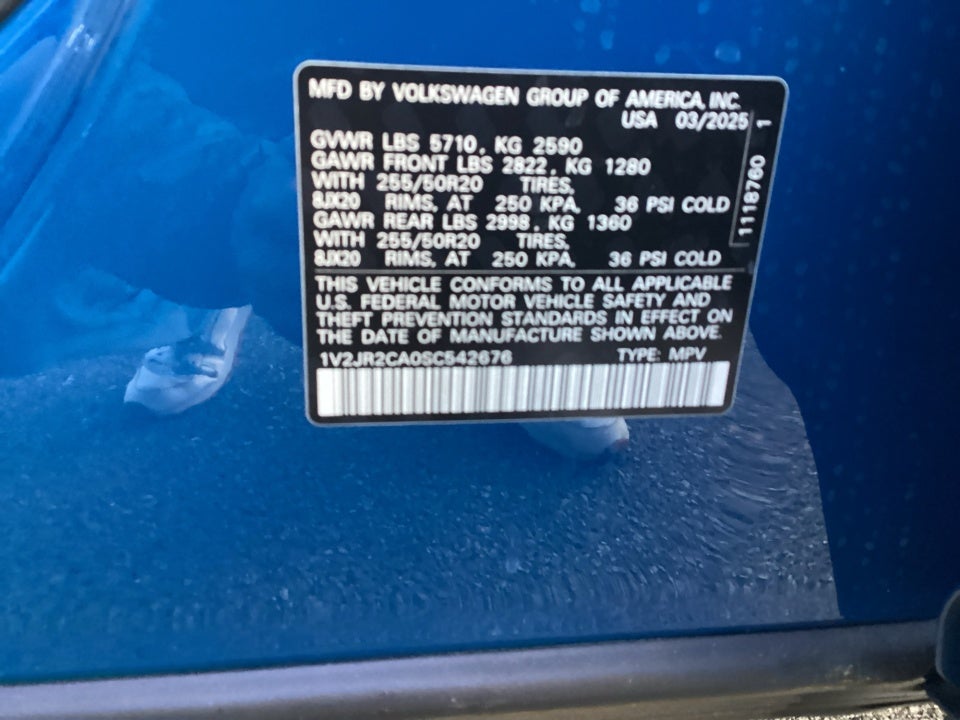 MFD BY VOLKSWAGEN GROUP OF AMERICA, INC.
USA 03/2025
GVWR LBS 5710, KG 2590
GAWR FRONT LBS 2822, KG 1280
WITH 255/50R20 TIRES,
8JX20 RIMS, AT 250 KPA, 36 PSI COLD
GAWR REAR LBS 2998, KG 1360
WITH 255/50R20 TIRES,
8JX20 RIMS, AT 250 KPA, 36 PSI COLD
THIS VEHICLE CONFORMS TO ALL APPLICABLE
U.S. FEDERAL MOTOR VEHICLE SAFETY AND
THEFT PREVENTION STANDARDS IN EFFECT ON
THE DATE OF MANUFACTURE SHOWN ABOVE.
1V2JR2CA0SC542676 TYPE: MPV
1118760 1